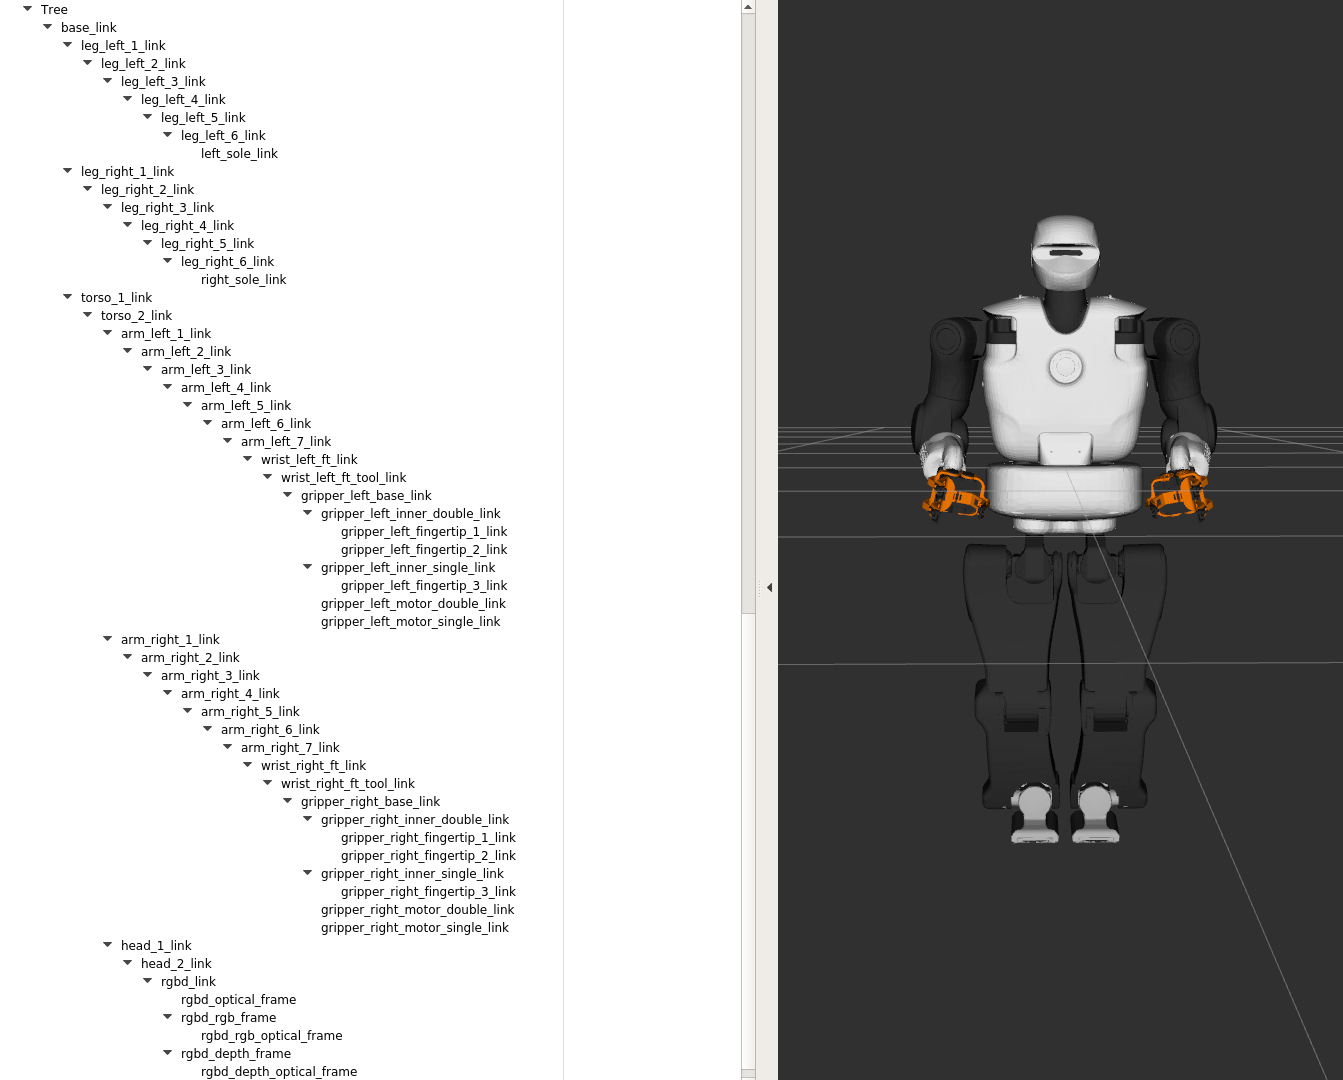 Tree
base_link
leg_left_1_link
leg_left_2_link
leg_left_3_link
leg_left_4_link
leg_left_5_link
leg_left_6_link
left_sole_link
leg_right_1_link
leg_right_2_link
leg_right_3_link
leg_right_4_link
leg_right_5_link
leg_right_6_link
right_sole_link
torso_1_link
torso_2_link
arm_left_1_link
arm_left_2_link
arm_left_3_link
arm_left_4_link
arm_left_5_link
arm_left_6_link
arm_left_7_link
wrist_left_ft_link
wrist_left_ft_tool_link
gripper_left_base_link
gripper_left_inner_double_link
gripper_left_fingertip_1_link
gripper_left_fingertip_2_link
gripper_left_inner_single_link
gripper_left_fingertip_3_link
gripper_left_motor_double_link
gripper_left_motor_single_link
arm_right_1_link
arm_right_2_link
arm_right_3_link
arm_right_4_link
arm_right_5_link
arm_right_6_link
arm_right_7_link
wrist_right_ft_link
wrist_right_ft_tool_link
gripper_right_base_link
gripper_right_inner_double_link
gripper_right_fingertip_1_link
gripper_right_fingertip_2_link
gripper_right_inner_single_link
gripper_right_fingertip_3_link
gripper_right_motor_double_link
gripper_right_motor_single_link
head_1_link
head_2_link
rgbd_link
rgbd_optical_frame
rgbd_rgb_frame
rgbd_rgb_optical_frame
rgbd_depth_frame
rgbd_depth_optical_frame